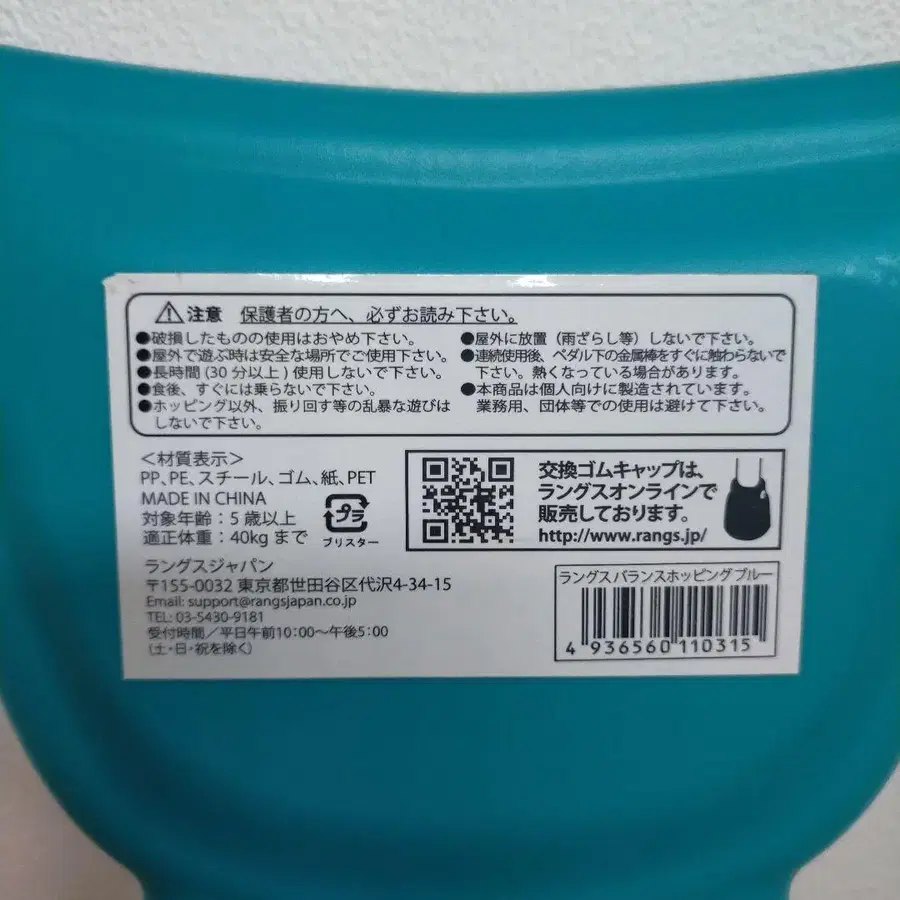 注意 保護者の方へ、必ずお読み下さい。
●破損したものの使用はおやめ下さい。
●屋外で遊ぶ時は安全な場所でご使用下さい。
●長時間(30分以上)使用しないで下さい。
●食後、すぐには乗らないで下さい。
●ホッピング以外、振り回す等の乱暴な遊びは
しないで下さい。
●屋外に放置(雨ざらし等)しないで下さい。
●連続使用後、ペダル下の金属棒をすぐに触わらないで
下さい。熱くなっている場合があります。
●本商品は個人向けに製造されています。
業務用、団体等での使用は避けて下さい。
<材質表示>
PP、PE、スチール、ゴム、紙、PET
MADE IN CHINA
対象年齢:5歳以上
適正体重:40kgまで
プラ
ブリスター
交換ゴムキャップは、
ラングスオンラインで
販売しております。
http://www.rangs.jp/
ラングスジャパン
〒155-0032 東京都世田谷区代沢4-34-15
Email: support@rangsjapan.co.jp
TEL: 03-5430-9181
受付時間/平日午前10:00~午後5:00
(土・日・祝を除く)
ラングス バランスホッピング ブルー
4 936560 110315